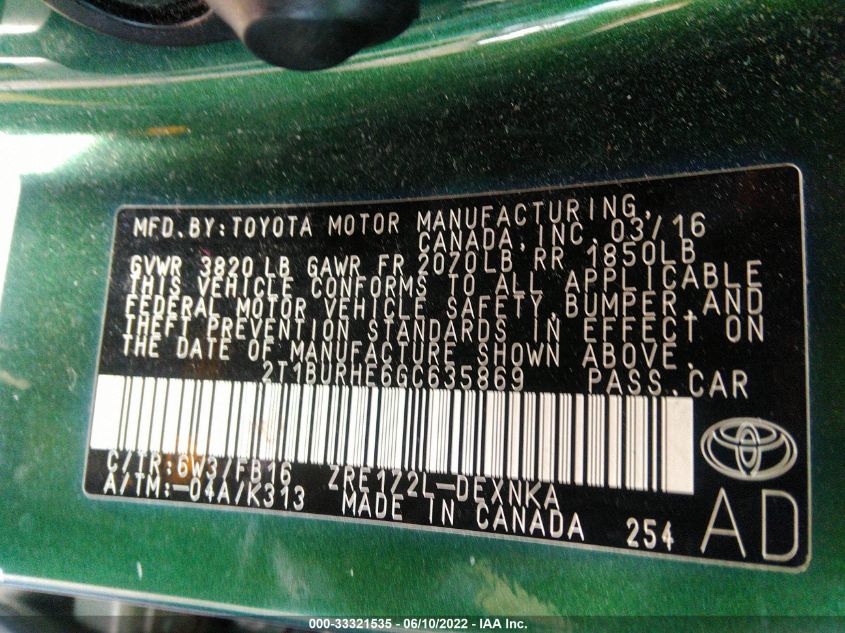 MFD.BY:TOYOTA MOTOR MANUFACTURING,
CANADA,INC. 03/16
GVWR 3820 LB GAWR FR 2070LB RR 1850LB
THIS VEHICLE CONFORMS TO ALL APPLICABLE
FEDERAL MOTOR VEHICLE SAFETY,BUMPER,AND
THEFT PREVENTION STANDARDS IN EFFECT ON
THE DATE OF MANUFACTURE SHOWN ABOVE.
2T1BURHE6GC635869 PASS.CAR
C/TR:6W3/FB16 ZRE172L-DEXNKA
A/TM:-04A/K313 MADE IN CANADA 254
AD
000-33321535 - 06/10/2022 - IAA Inc.